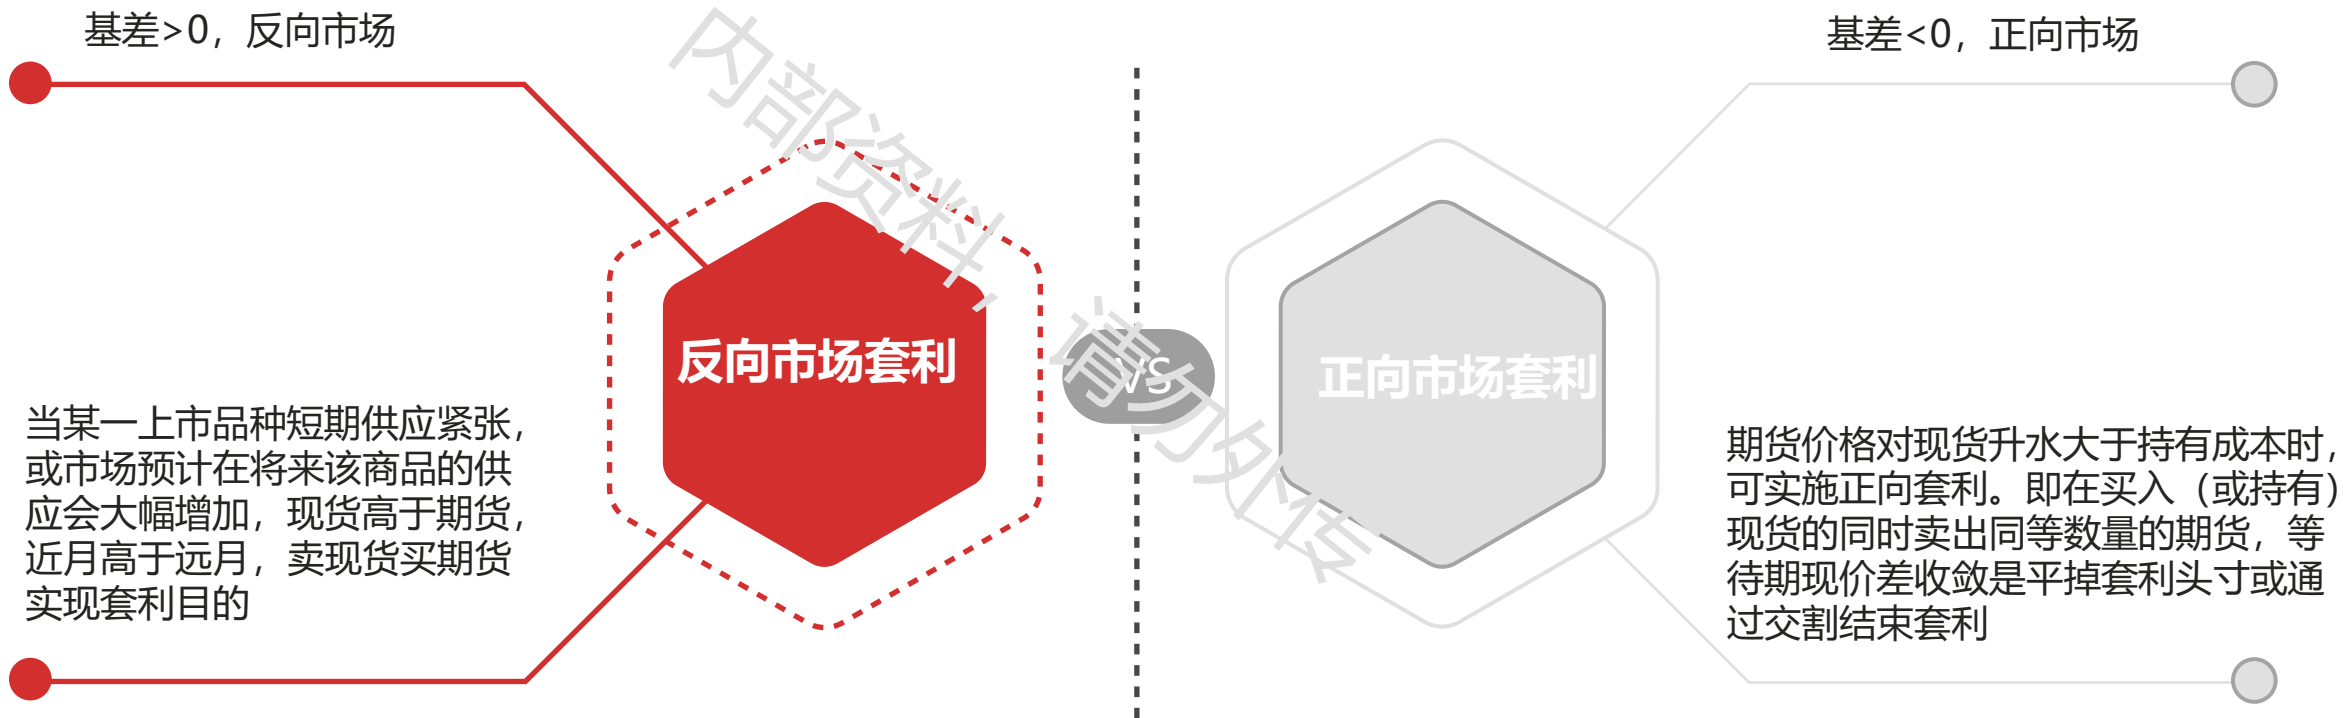 基差>0，反向市场
反向市场套利
当某一上市品种短期供应紧张，
或市场预计在将来该商品的供
应会大幅增加，现货高于期货，
近月高于远月，卖现货买期货
实现套利目的
VS
基差<0，正向市场
正向市场套利
期货价格对现货升水大于持有成本时，
可实施正向套利。即在买入（或持有）
现货的同时卖出同等数量的期货，等
待期现价差收敛是平掉套利头寸或通
过交割结束套利
内部资料，请勿外传